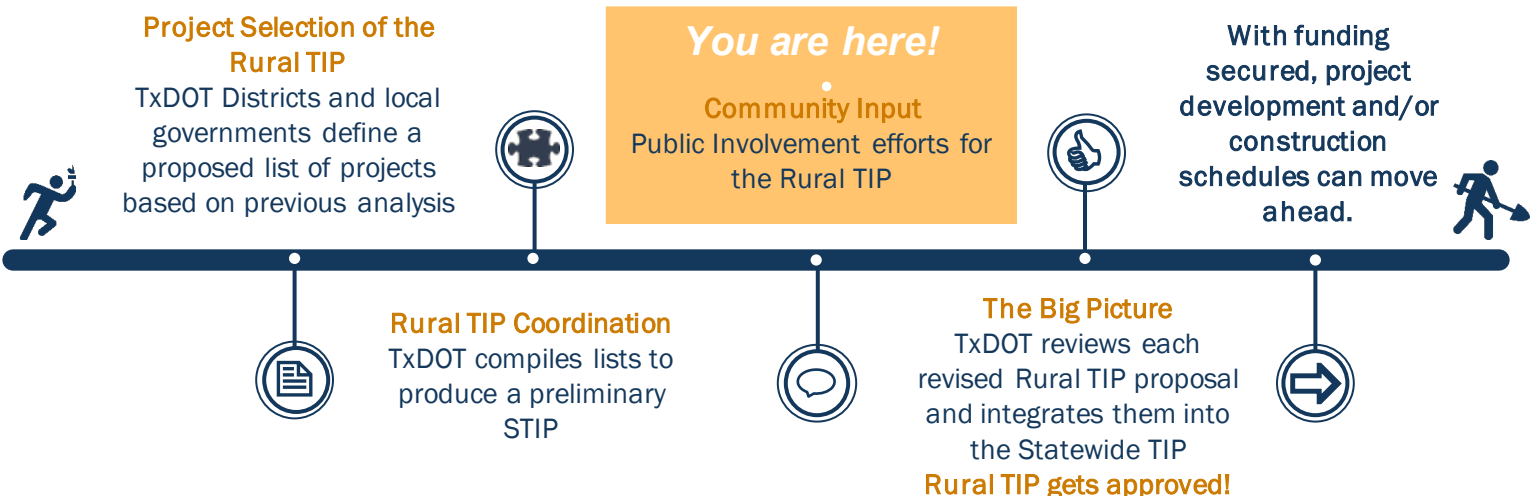 Project Selection of the
Rural TIP
TxDOT Districts and local
governments define a
proposed list of projects
based on previous analysis
Rural TIP Coordination
TxDOT compiles lists to
produce a preliminary
STIP
You are here!
Community Input
Public Involvement efforts for
the Rural TIP
The Big Picture
TxDOT reviews each
revised Rural TIP proposal
and integrates them into
the Statewide TIP
Rural TIP gets approved!
With funding
secured, project
development and/or
construction
schedules can move
ahead.